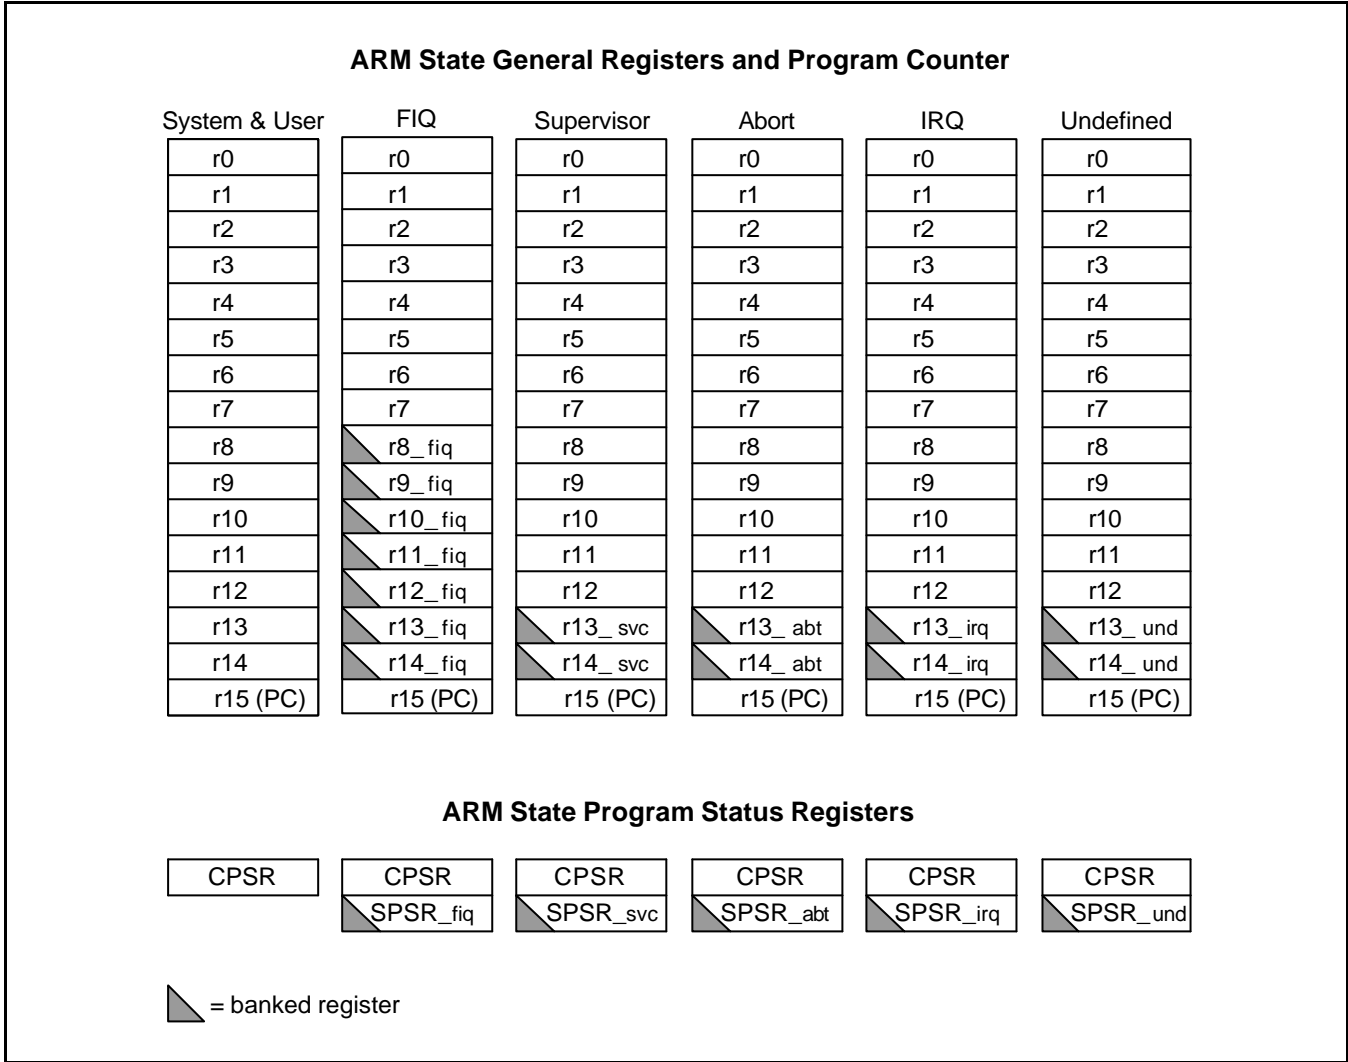 ARM State General Registers and Program Counter
System & User FIQ Supervisor Abort IRQ Undefined
r0 r0 r0 r0 r0 r0
r1 r1 r1 r1 r1 r1
r2 r2 r2 r2 r2 r2
r3 r3 r3 r3 r3 r3
r4 r4 r4 r4 r4 r4
r5 r5 r5 r5 r5 r5
r6 r6 r6 r6 r6 r6
r7 r7 r7 r7 r7 r7
r8 r8_fiq r8 r8 r8 r8
r9 r9_fiq r9 r9 r9 r9
r10 r10_fiq r10 r10 r10 r10
r11 r11_fiq r11 r11 r11 r11
r12 r12_fiq r12 r12 r12 r12
r13 r13_fiq r13_svc r13_abt r13_irq r13_und
r14 r14_fiq r14_svc r14_abt r14_irq r14_und
r15 (PC) r15 (PC) r15 (PC) r15 (PC) r15 (PC) r15 (PC)
ARM State Program Status Registers
CPSR CPSR CPSR CPSR CPSR CPSR
SPSR_fiq SPSR_svc SPSR_abt SPSR_irq SPSR_und
= banked register